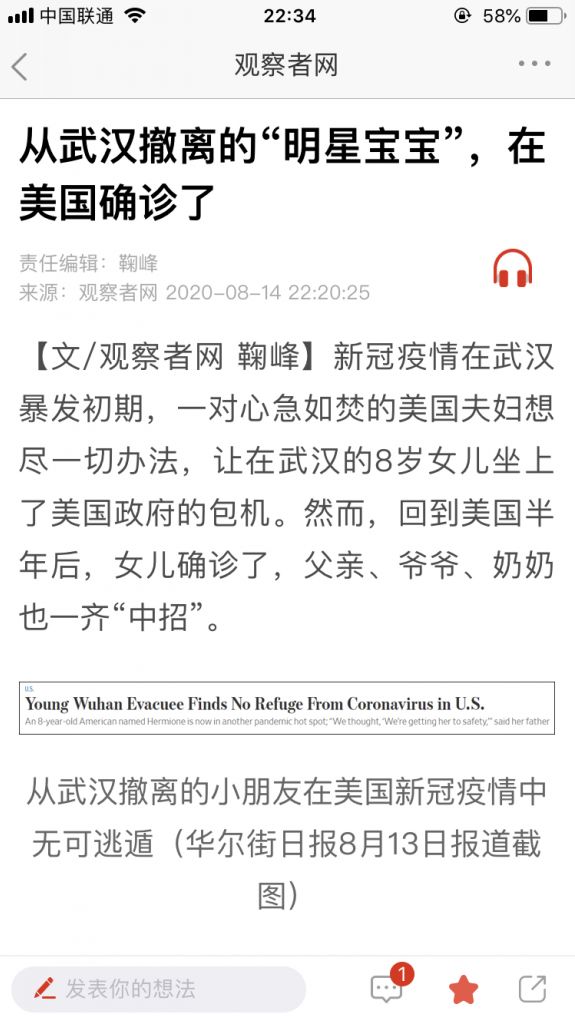 中国联通 22:34 58%
观察者网
从武汉撤离的“明星宝宝”，在
美国确诊了
责任编辑：鞠峰
来源：观察者网 2020-08-14 22:20:25
【文/观察者网 鞠峰】新冠疫情在武汉
暴发初期，一对心急如焚的美国夫妇想
尽一切办法，让在武汉的8岁女儿坐上
了美国政府的包机。然而，回到美国半
年后，女儿确诊了，父亲、爷爷、奶奶
也一齐“中招”。
U.S.
Young Wuhan Evacuee Finds No Refuge From Coronavirus in U.S.
An 8-year-old American named Hermione is now in another pandemic hot spot; “We thought, ‘We’re getting her to safety,’” said her father
从武汉撤离的小朋友在美国新冠疫情中
无可逃遁（华尔街日报8月13日报道截
图）
发表你的想法 1